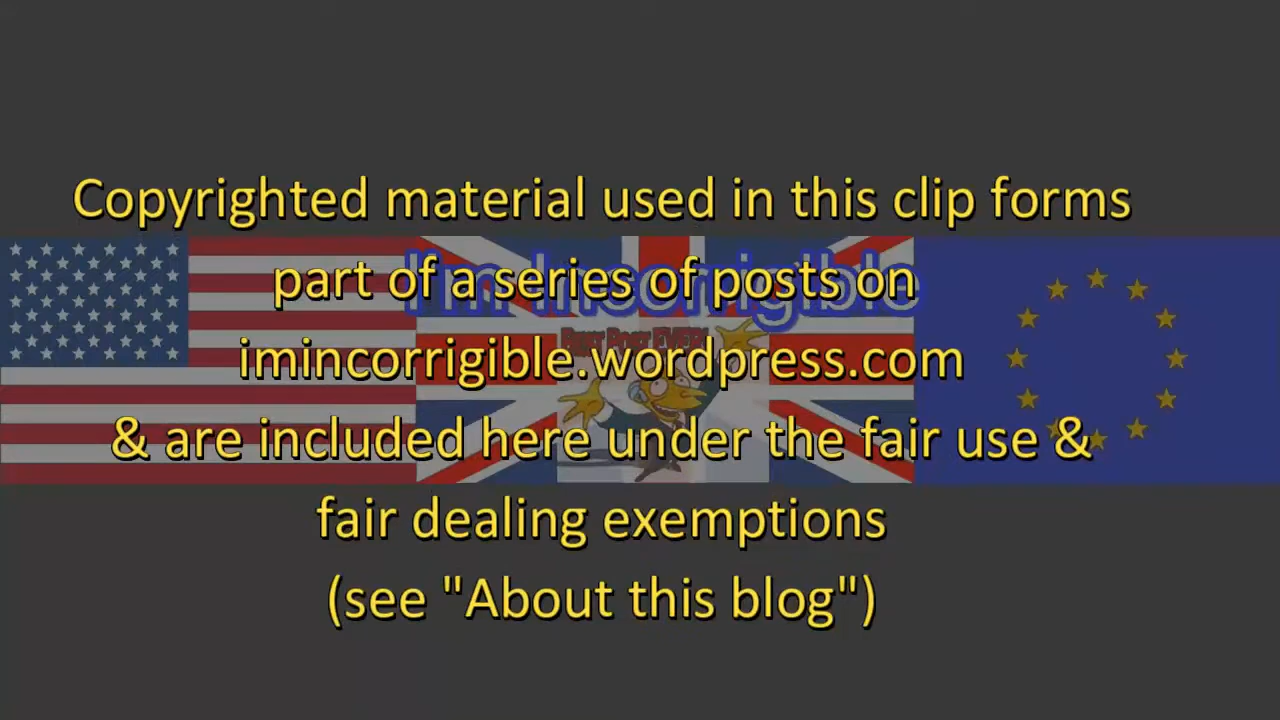 Copyrighted material used in this clip forms
I'm Incorrigible
part of a series of posts on
imincorrigible.wordpress.com
& are included here under the fair use &
fair dealing exemptions
(see "About this blog")